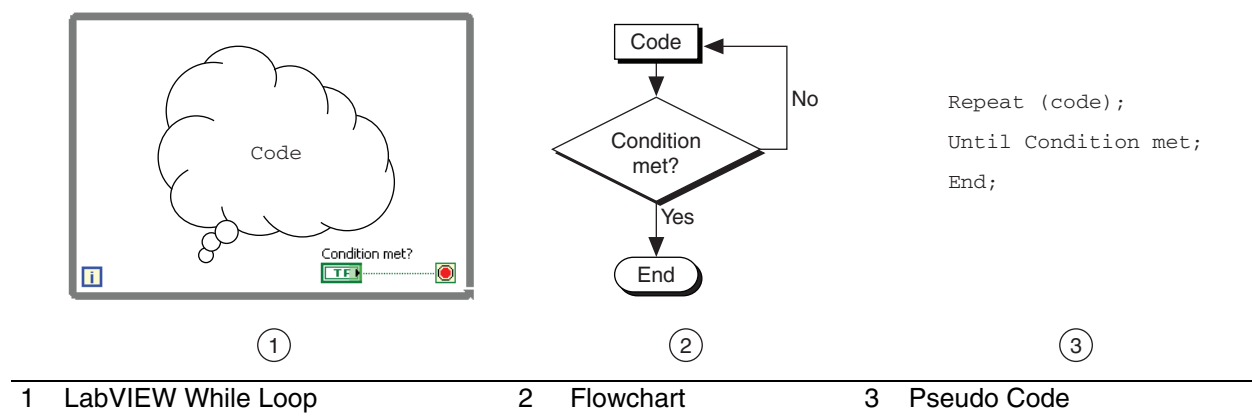 Code
Condition met?
TF
i
Code
No
Condition
met?
Yes
End
Repeat (code);
Until Condition met;
End;
1
2
3
1 LabVIEW While Loop 2 Flowchart 3 Pseudo Code